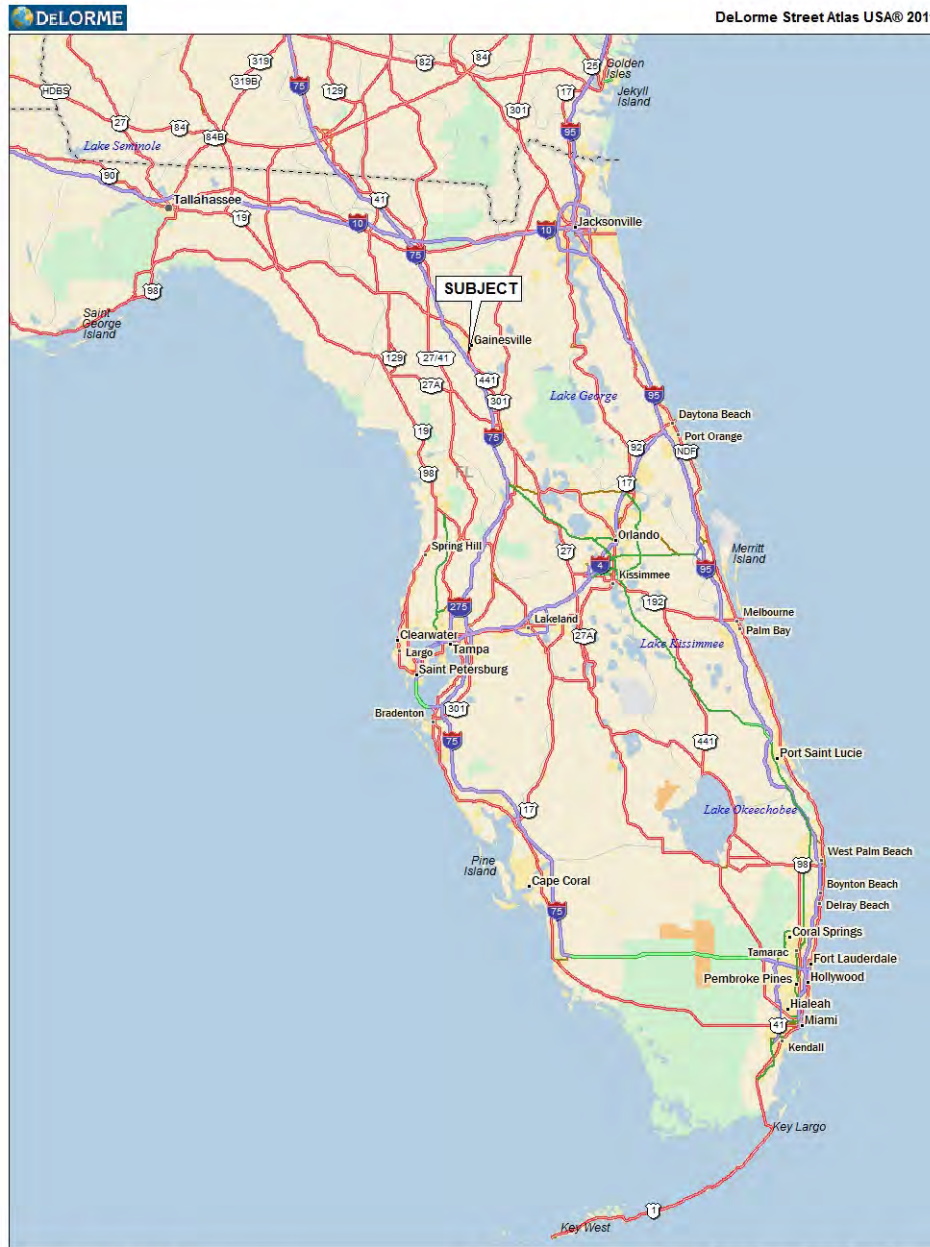 DELORME
DeLorme Street Atlas USA® 201
319
82
84
25
Golden
Isles
75
319B
HDBS
129
17
Jekyll
Island
301
27
84
84B
95
Lake Seminole
90
Tallahassee
41
19
10
10
Jacksonville
75
98
SUBJECT
Saint
George
Island
Gainesville
129
27/41
27A
441
301
Lake George
95
19
75
Daytona Beach
Port Orange
92
NDF
98
FL
17
Orlando
Spring Hill
27
Merritt
Island
4
95
Kissimmee
275
192
Lakeland
Melbourne
Clearwater
27A
Palm Bay
Largo
Tampa
Lake Kissimmee
Saint Petersburg
Bradenton
301
75
441
Port Saint Lucie
17
Lake Okeechobee
West Palm Beach
Pine
Island
98
Cape Coral
Boynton Beach
Delray Beach
75
Coral Springs
Tamarac
Fort Lauderdale
Pembroke Pines
Hollywood
Hialeah
41
Miami
Kendall
Key Largo
1
Key West